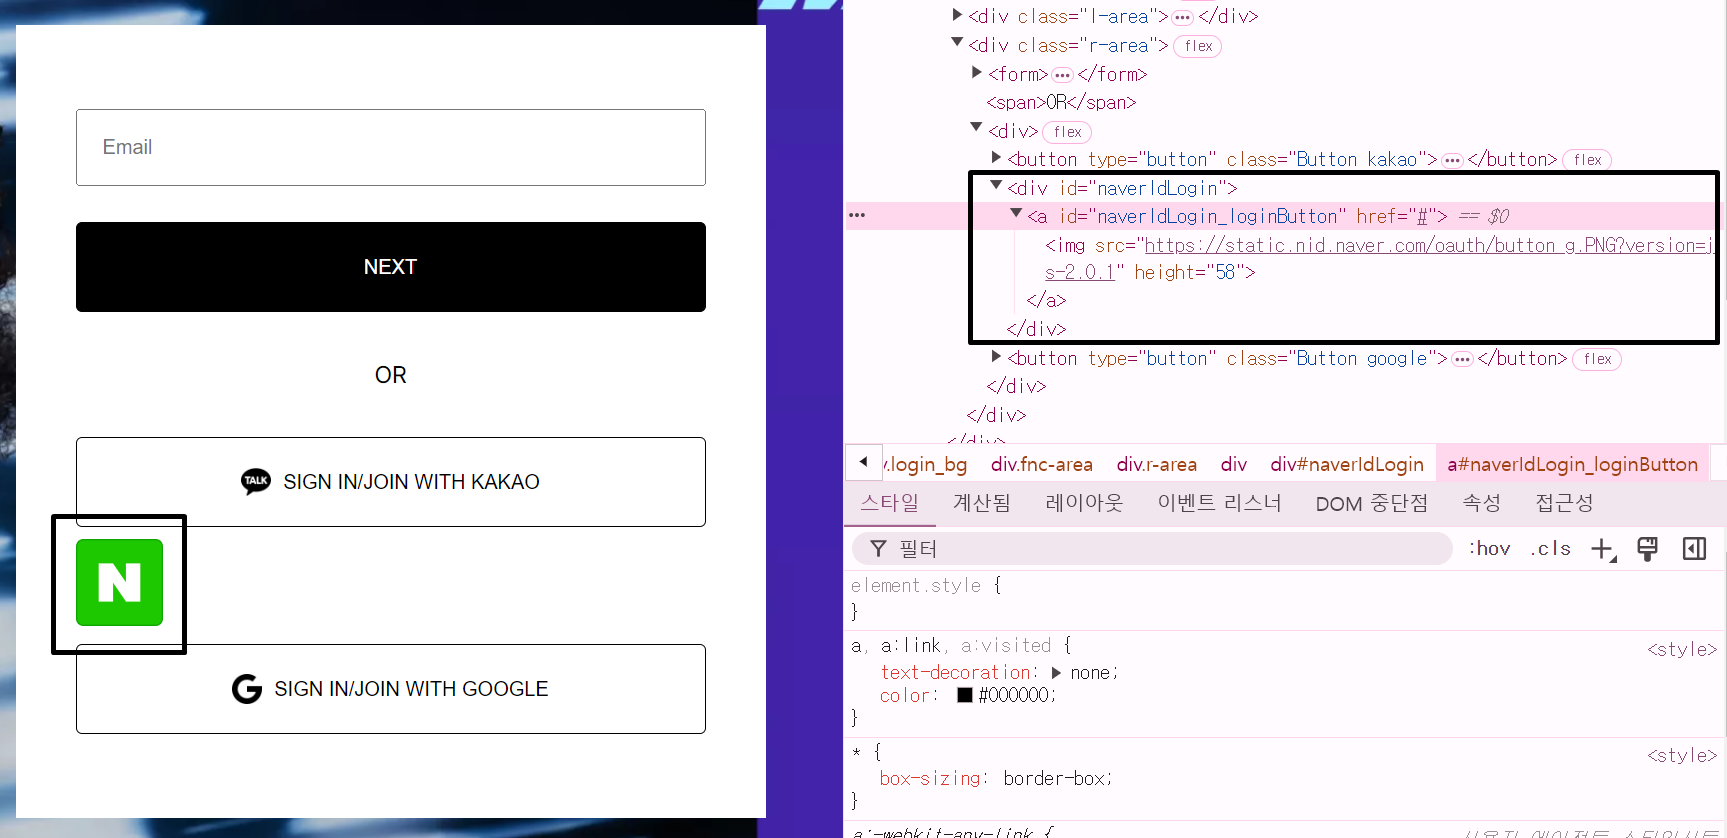 Email
NEXT
OR
TALK SIGN IN/JOIN WITH KAKAO
N
G SIGN IN/JOIN WITH GOOGLE
<div class="l-area"> ••• </div>
<div class="r-area"> flex
<form> ••• </form>
<span>OR</span>
<div> flex
<button type="button" class="Button kakao"> ••• </button> flex
<div id="naverIdLogin">
••• <a id="naverIdLogin_loginButton" href="#"> == $0
<img src="https://static.nid.naver.com/oauth/button_g.PNG?version=j
s-2.0.1" height="58">
</a>
</div>
<button type="button" class="Button google"> ••• </button> flex
</div>
</div>
</div>
.login_bg div.fnc-area div.r-area div div#naverIdLogin a#naverIdLogin_loginButton
스타일 계산됨 레이아웃 이벤트 리스너 DOM 중단점 속성 접근성
필터 :hov .cls
element.style {
}
a, a:link, a:visited { <style>
text-decoration: ▶ none;
color: #000000;
}
* { <style>
box-sizing: border-box;
}
a:-webkit-any-link {